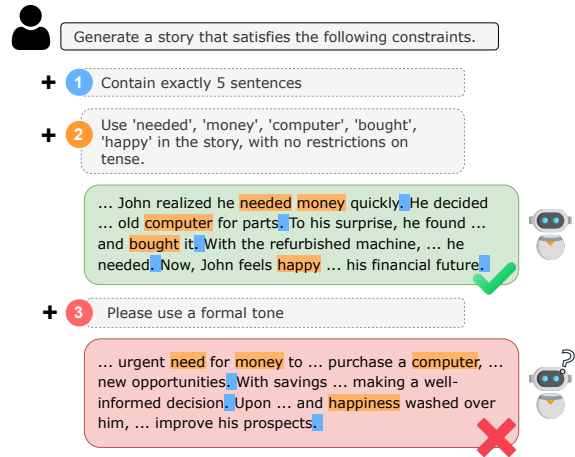 Generate a story that satisfies the following constraints.
+ 1 Contain exactly 5 sentences
+ 2 Use 'needed', 'money', 'computer', 'bought',
'happy' in the story, with no restrictions on
tense.
... John realized he needed money quickly. He decided
... old computer for parts. To his surprise, he found ...
and bought it. With the refurbished machine, ... he
needed. Now, John feels happy ... his financial future.
+ 3 Please use a formal tone
... urgent need for money to ... purchase a computer, ...
new opportunities. With savings ... making a well-
informed decision. Upon ... and happiness washed over
him, ... improve his prospects.
?